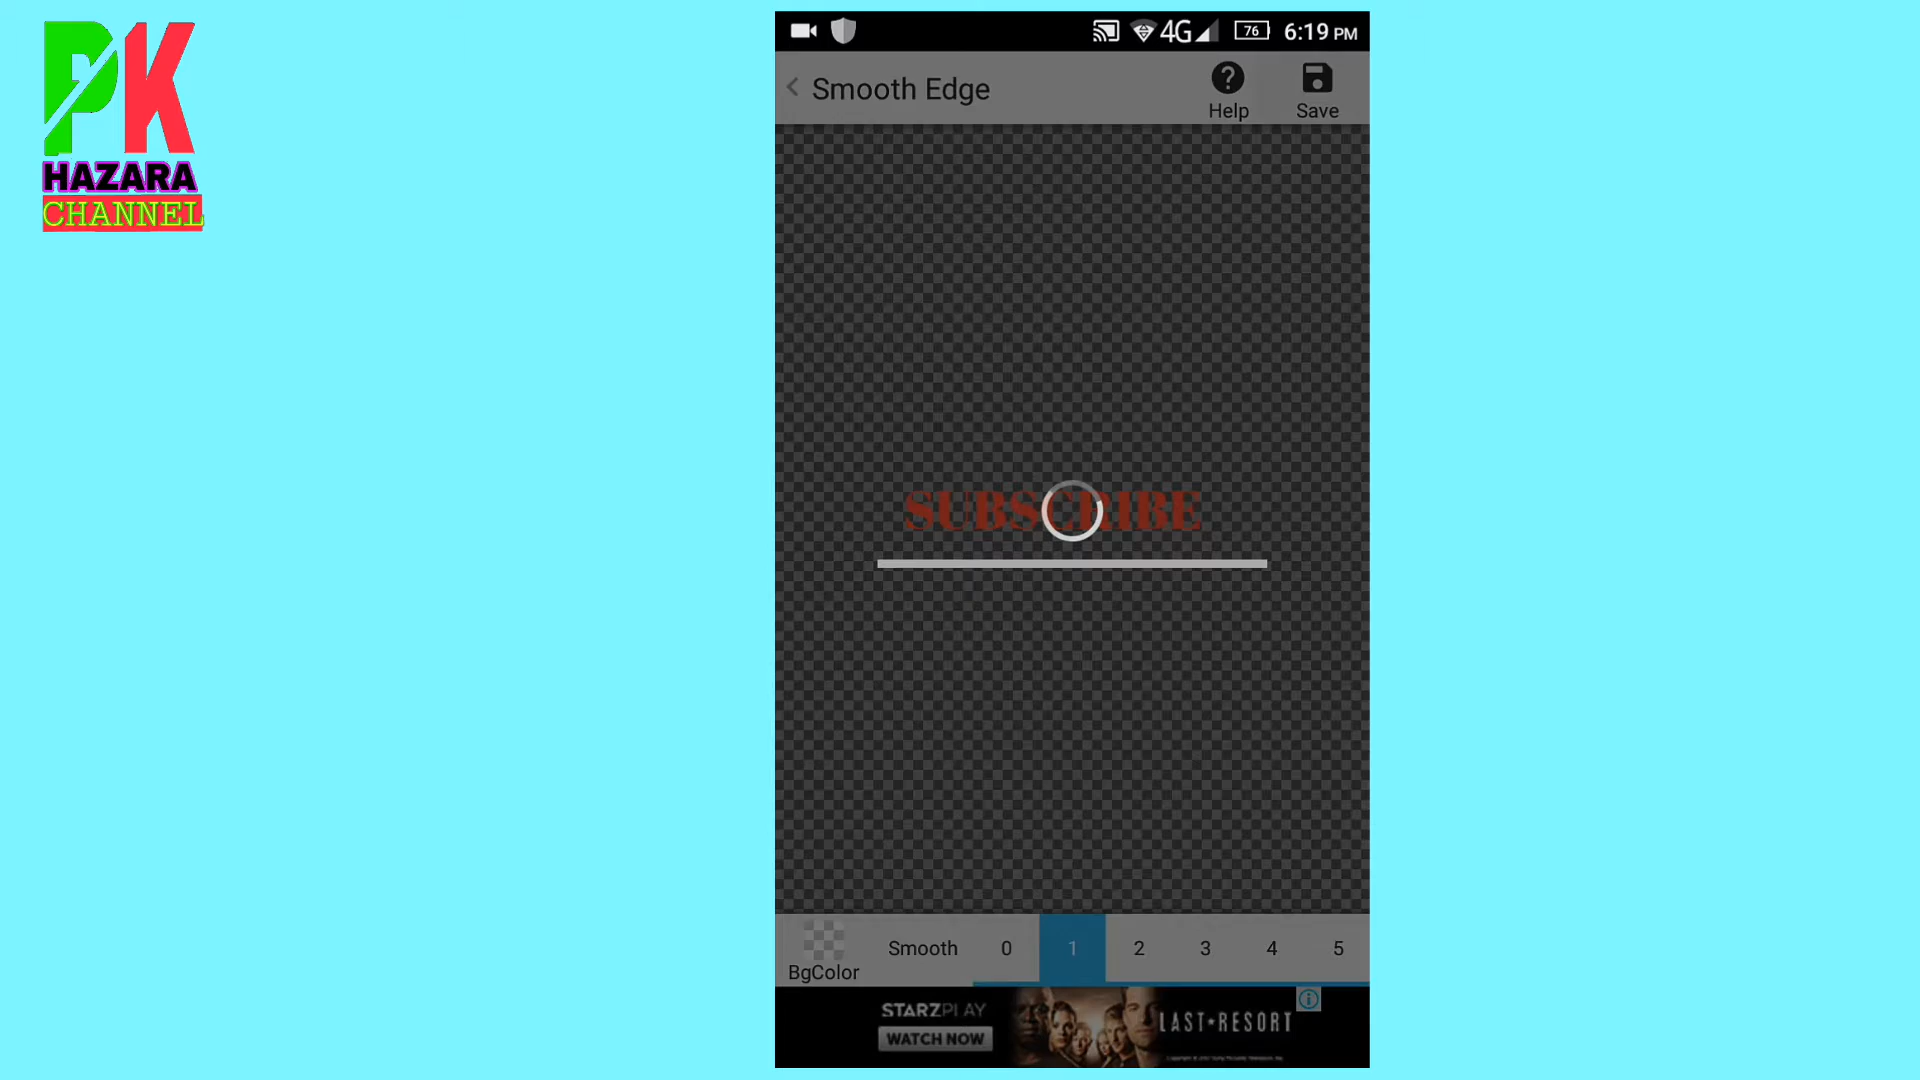 PK
HAZARA
CHANNEL
4G 76 6:19 PM
Smooth Edge
Help Save
SUBSCRIBE
BgColor Smooth 0 1 2 3 4 5
STARZPLAY
WATCH NOW
LAST★RESORT